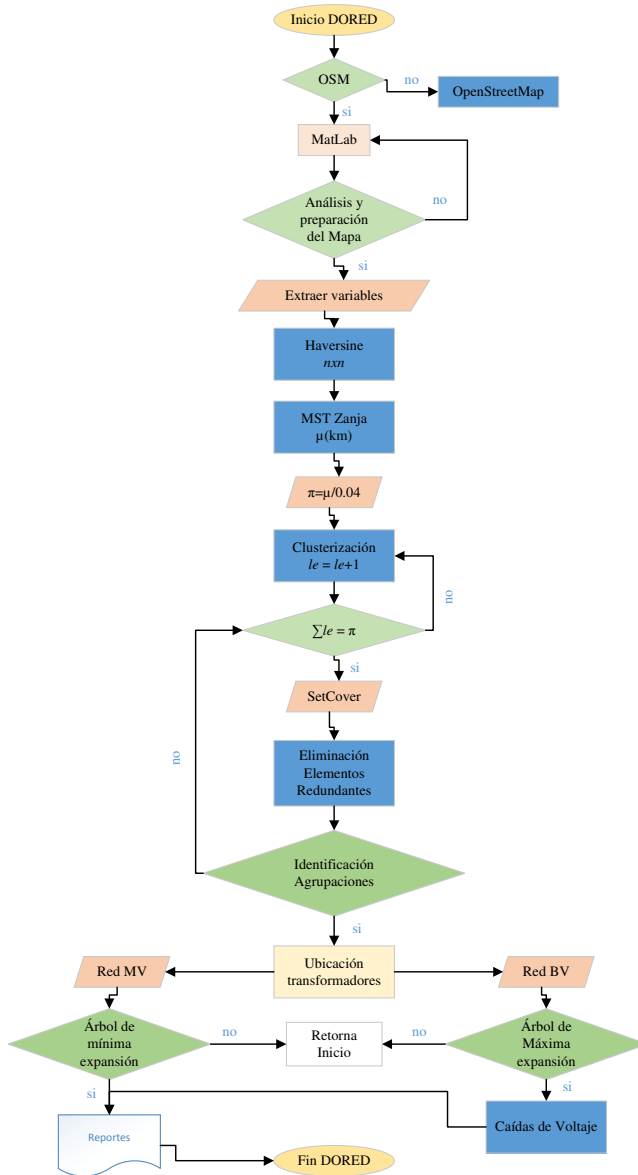 Inicio DORED
OSM
no
OpenStreetMap
si
MatLab
no
Análisis y
preparación
del Mapa
si
Extraer variables
Haversine
nxn
MST Zanja
µ(km)
π=µ/0.04
Clusterización
le = le+1
no
∑le = π
si
SetCover
no
Eliminación
Elementos
Redundantes
Identificación
Agrupaciones
si
Red MV
Ubicación
transformadores
Red BV
Árbol de
mínima
expansión
no
Retorna
Inicio
no
Árbol de
Máxima
expansión
si
si
Reportes
Caídas de Voltaje
Fin DORED